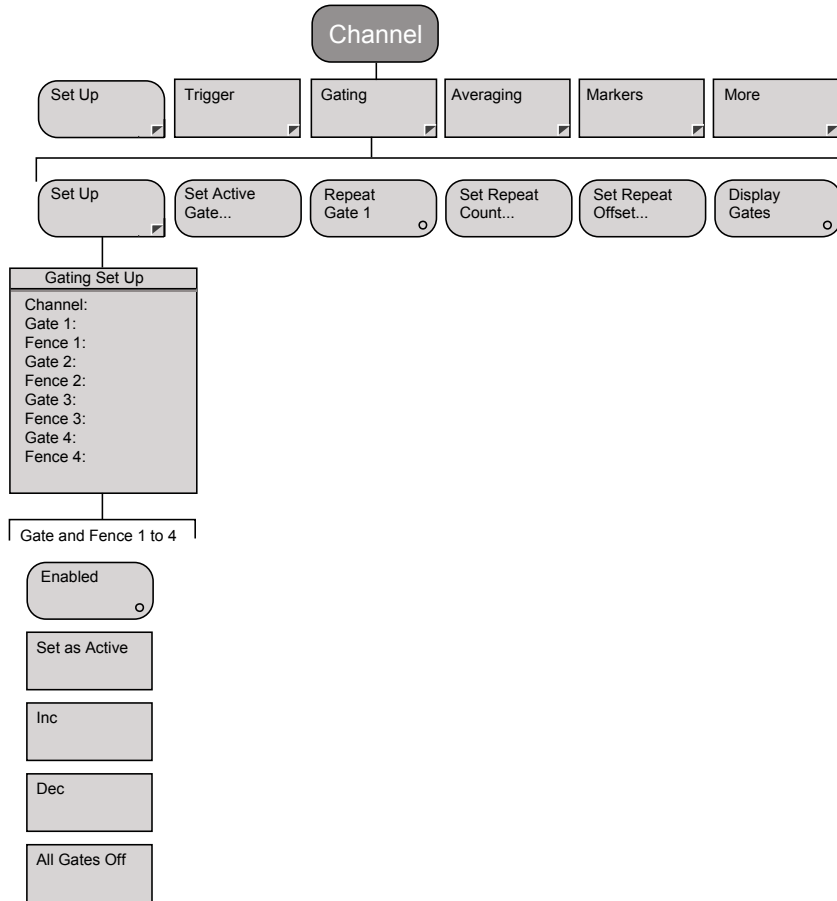 Channel
Set Up
Trigger
Gating
Averaging
Markers
More
Set Up
Set Active
Gate...
Repeat
Gate 1
Set Repeat
Count...
Set Repeat
Offset...
Display
Gates
Gating Set Up
Channel:
Gate 1:
Fence 1:
Gate 2:
Fence 2:
Gate 3:
Fence 3:
Gate 4:
Fence 4:
Gate and Fence 1 to 4
Enabled
Set as Active
Inc
Dec
All Gates Off